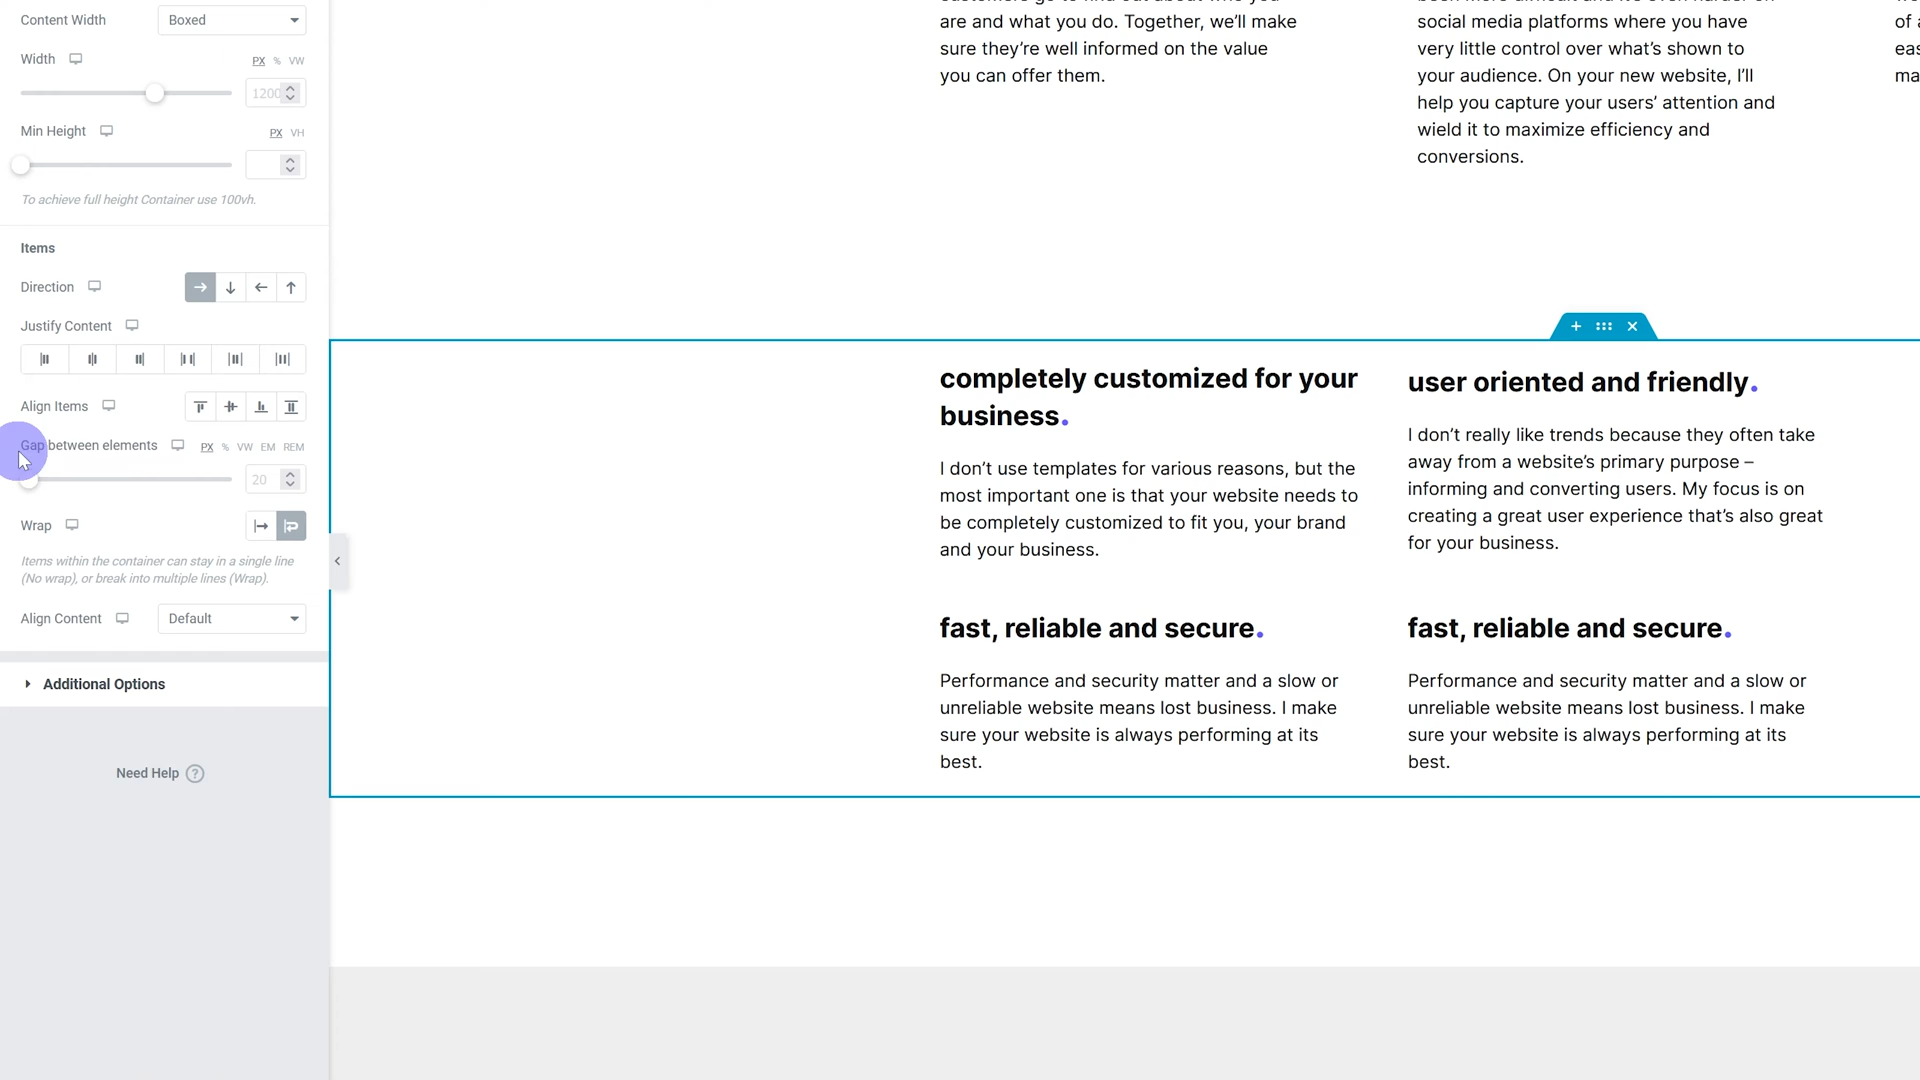 Content Width
Boxed
Width
PX % VW
1200
Min Height
PX VH
To achieve full height Container use 100vh.
Items
Direction
Justify Content
Align Items
Gap between elements
PX % VW EM REM
20
Wrap
Items within the container can stay in a single line
(No wrap), or break into multiple lines (Wrap).
Align Content
Default
Additional Options
Need Help ?
are and what you do. Together, we’ll make
sure they’re well informed on the value
you can offer them.
social media platforms where you have
very little control over what’s shown to
your audience. On your new website, I’ll
help you capture your users’ attention and
wield it to maximize efficiency and
conversions.
of
completely customized for your
business.
I don’t use templates for various reasons, but the
most important one is that your website needs to
be completely customized to fit you, your brand
and your business.
user oriented and friendly.
I don’t really like trends because they often take
away from a website’s primary purpose –
informing and converting users. My focus is on
creating a great user experience that’s also great
for your business.
fast, reliable and secure.
Performance and security matter and a slow or
unreliable website means lost business. I make
sure your website is always performing at its
best.
fast, reliable and secure.
Performance and security matter and a slow or
unreliable website means lost business. I make
sure your website is always performing at its
best.